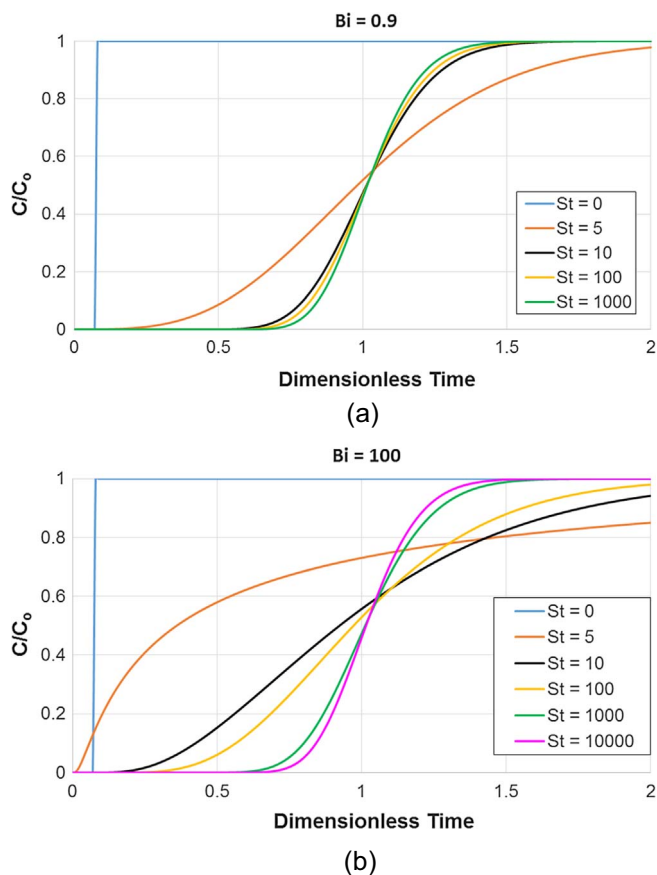 Bi = 0.9
1
0.8
0.6
0.4
0.2
0
C/Co
St = 0
St = 5
St = 10
St = 100
St = 1000
0 0.5 1 1.5 2
Dimensionless Time
(a)
Bi = 100
1
0.8
0.6
0.4
0.2
0
C/Co
St = 0
St = 5
St = 10
St = 100
St = 1000
St = 10000
0 0.5 1 1.5 2
Dimensionless Time
(b)